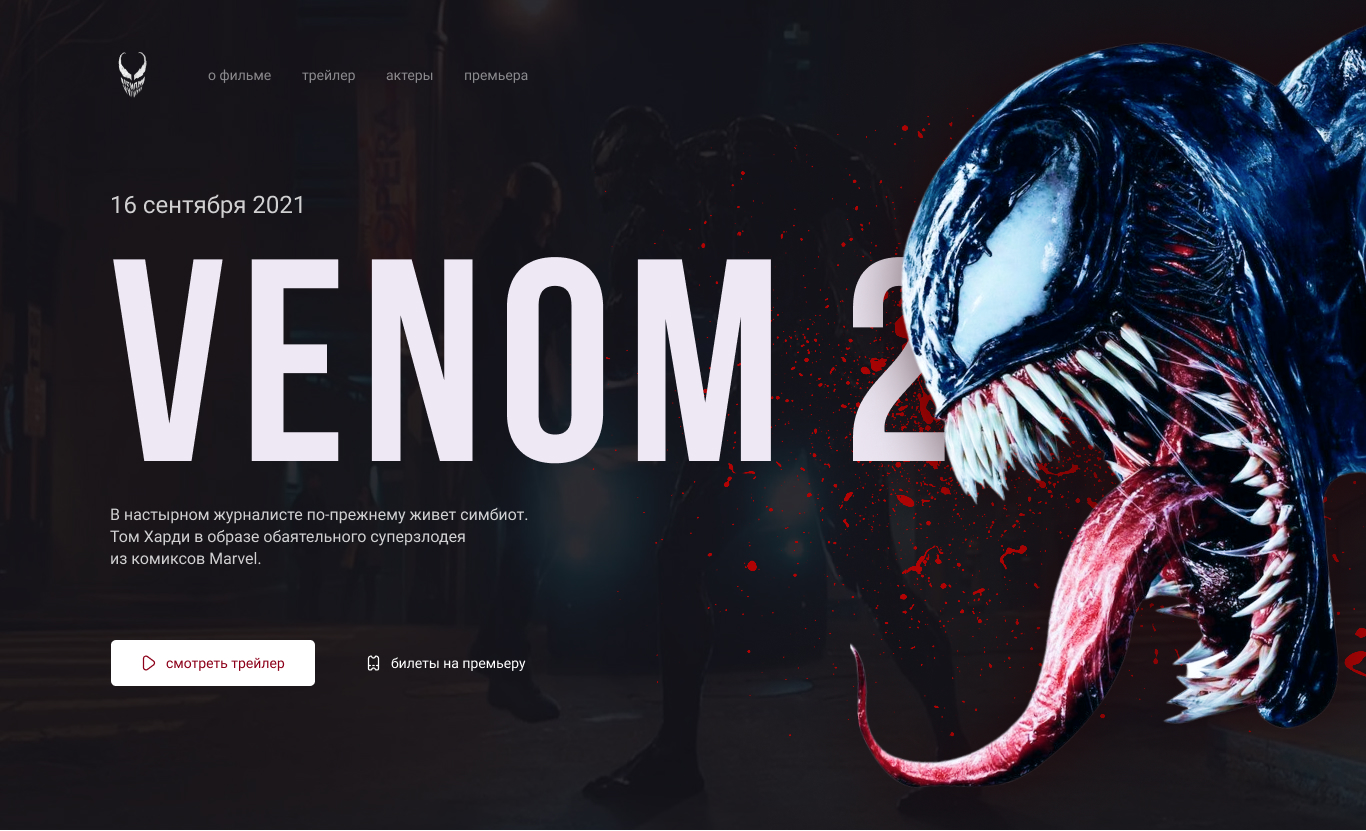 о фильме трейлер актеры премьера
16 сентября 2021
VENOM 2
В настырном журналисте по-прежнему живет симбиот.
Том Харди в образе обаятельного суперзлодея
из комиксов Marvel.
смотреть трейлер билеты на премьеру